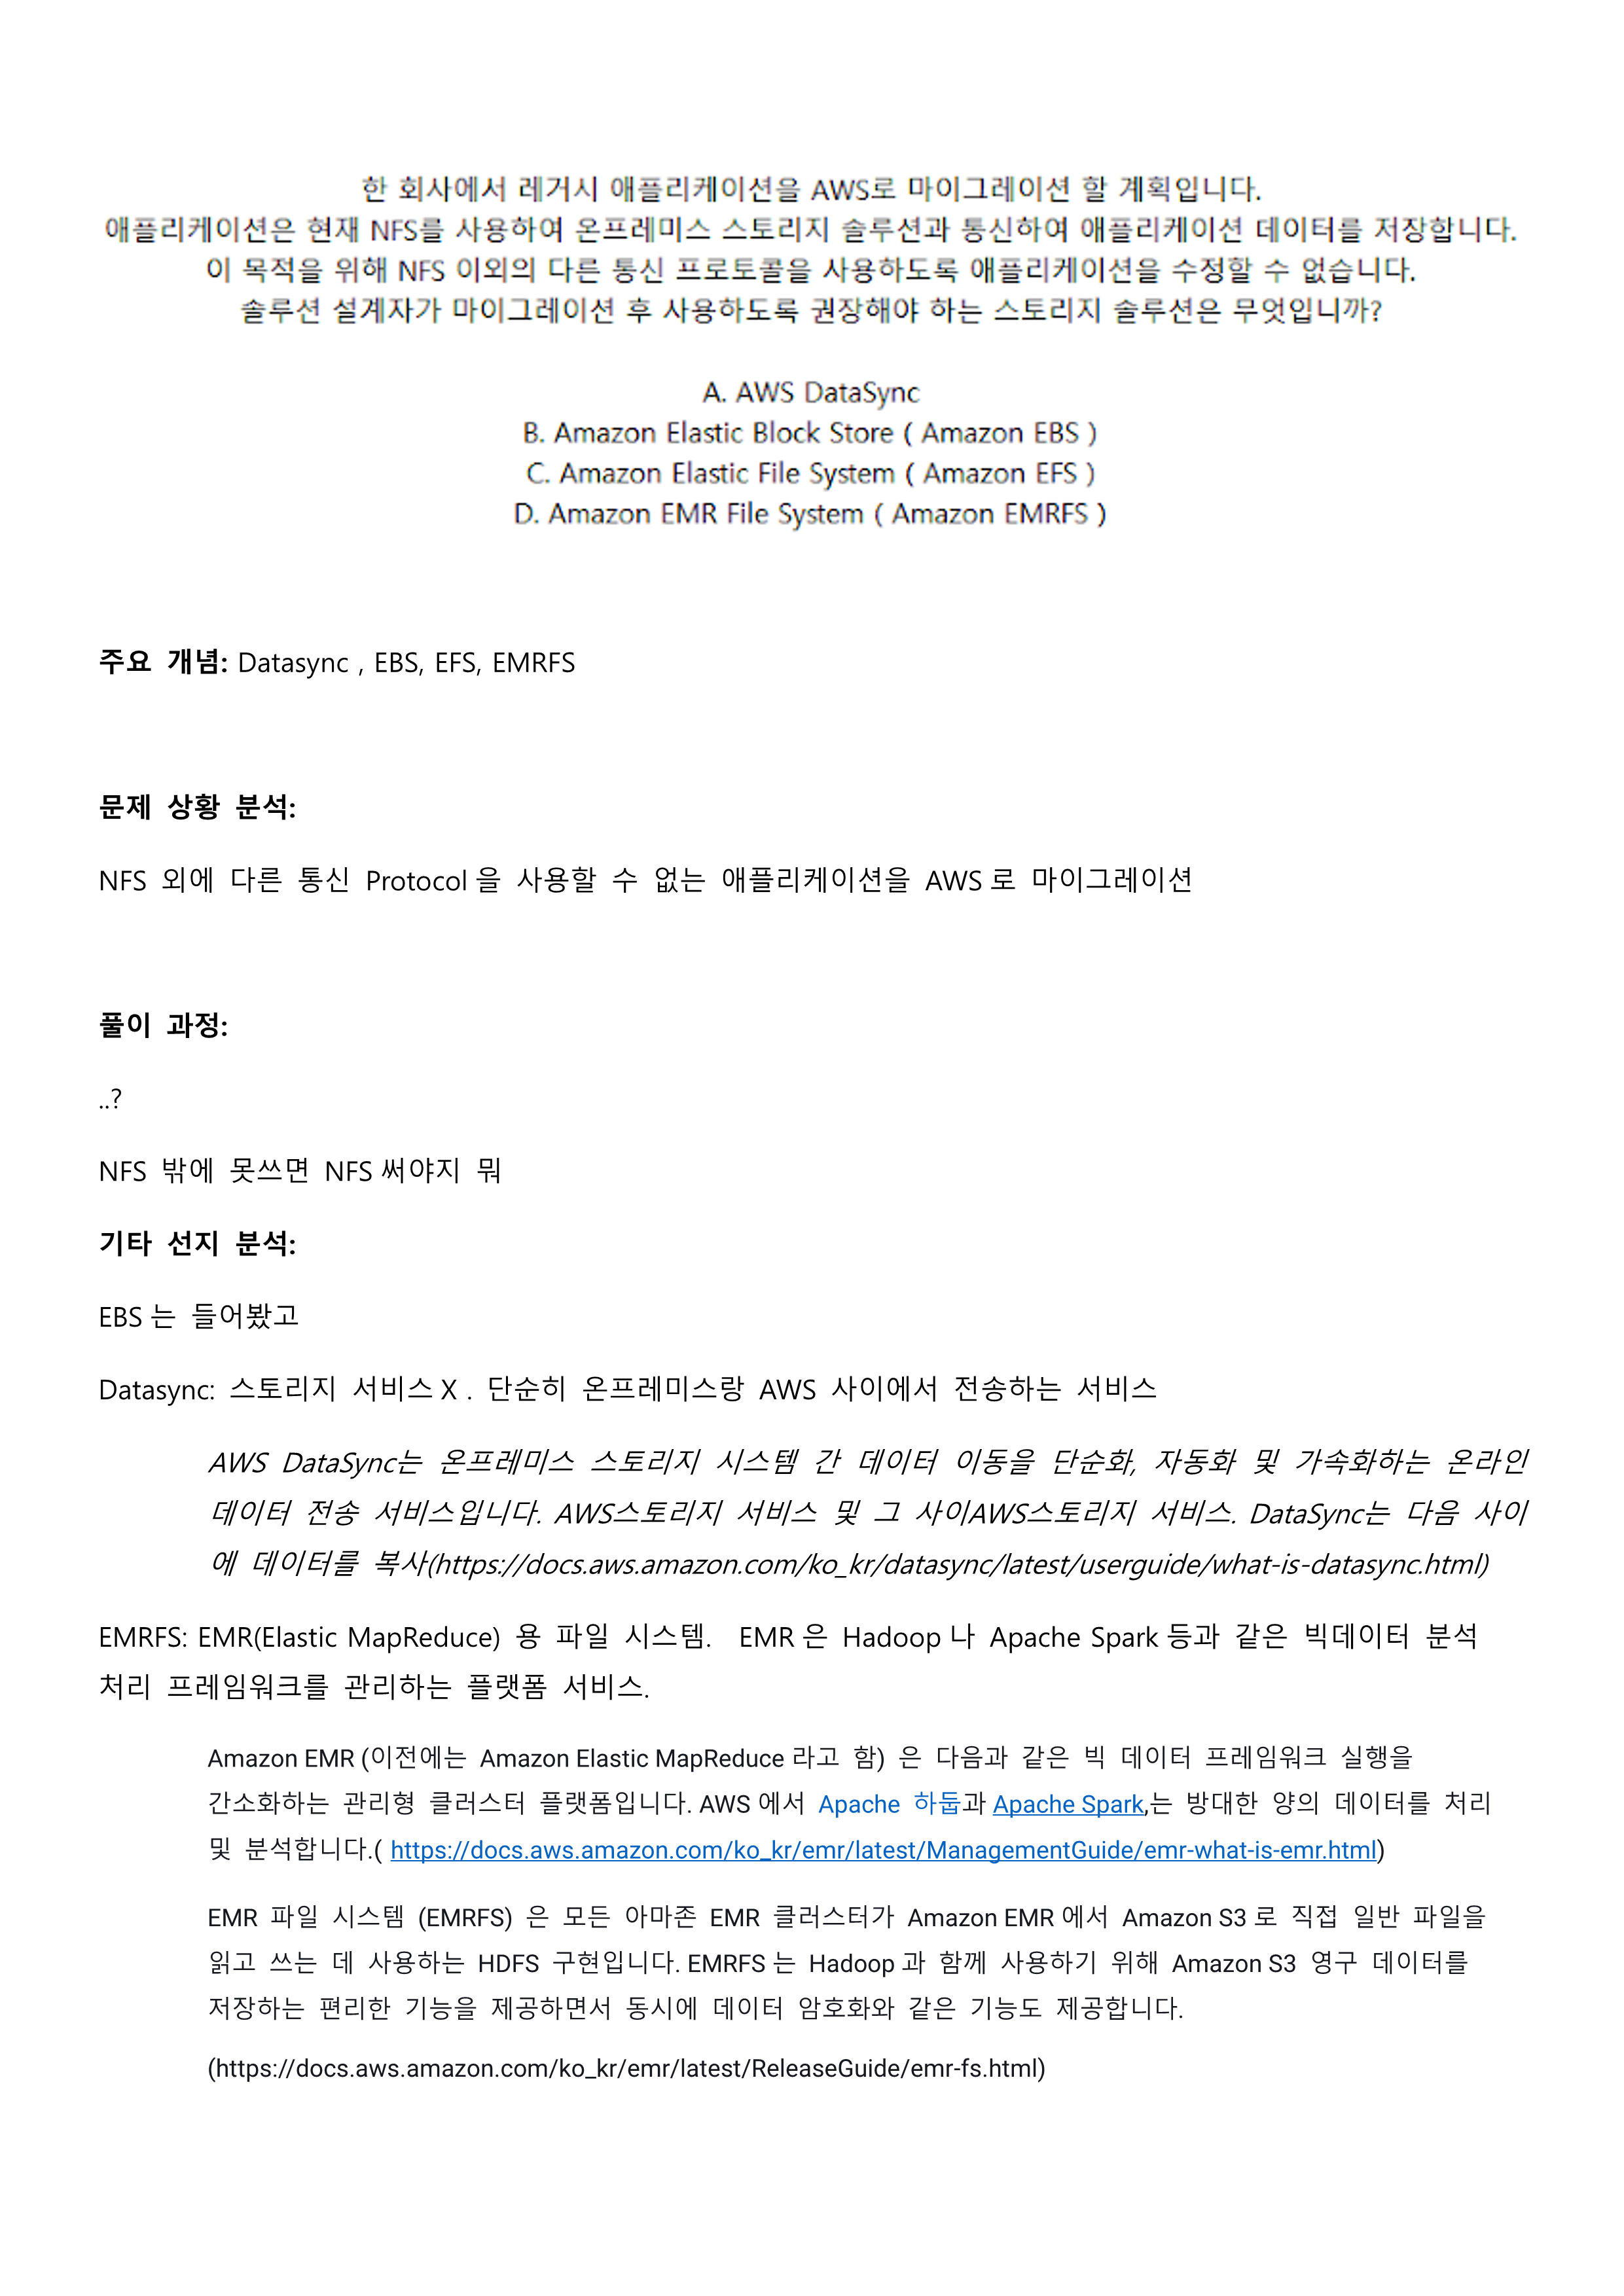 한 회사에서 레거시 애플리케이션을 AWS로 마이그레이션 할 계획입니다.
애플리케이션은 현재 NFS를 사용하여 온프레미스 스토리지 솔루션과 통신하여 애플리케이션 데이터를 저장합니다.
이 목적을 위해 NFS 이외의 다른 통신 프로토콜을 사용하도록 애플리케이션을 수정할 수 없습니다.
솔루션 설계자가 마이그레이션 후 사용하도록 권장해야 하는 스토리지 솔루션은 무엇입니까?
A. AWS DataSync
B. Amazon Elastic Block Store ( Amazon EBS )
C. Amazon Elastic File System ( Amazon EFS )
D. Amazon EMR File System ( Amazon EMRFS )
주요 개념: Datasync , EBS, EFS, EMRFS
문제 상황 분석:
NFS 외에 다른 통신 Protocol 을 사용할 수 없는 애플리케이션을 AWS 로 마이그레이션
풀이 과정:
..?
NFS 밖에 못쓰면 NFS 써야지 뭐
기타 선지 분석:
EBS 는 들어봤고
Datasync: 스토리지 서비스 X . 단순히 온프레미스랑 AWS 사이에서 전송하는 서비스
AWS DataSync는 온프레미스 스토리지 시스템 간 데이터 이동을 단순화, 자동화 및 가속화하는 온라인
데이터 전송 서비스입니다. AWS스토리지 서비스 및 그 사이AWS스토리지 서비스. DataSync는 다음 사이
에 데이터를 복사(https://docs.aws.amazon.com/ko_kr/datasync/latest/userguide/what-is-datasync.html)
EMRFS: EMR(Elastic MapReduce) 용 파일 시스템. EMR 은 Hadoop 나 Apache Spark 등과 같은 빅데이터 분석
처리 프레임워크를 관리하는 플랫폼 서비스.
Amazon EMR (이전에는 Amazon Elastic MapReduce 라고 함) 은 다음과 같은 빅 데이터 프레임워크 실행을
간소화하는 관리형 클러스터 플랫폼입니다. AWS 에서 Apache 하둡과 Apache Spark,는 방대한 양의 데이터를 처리
및 분석합니다.( https://docs.aws.amazon.com/ko_kr/emr/latest/ManagementGuide/emr-what-is-emr.html)
EMR 파일 시스템 (EMRFS) 은 모든 아마존 EMR 클러스터가 Amazon EMR 에서 Amazon S3 로 직접 일반 파일을
읽고 쓰는 데 사용하는 HDFS 구현입니다. EMRFS 는 Hadoop 과 함께 사용하기 위해 Amazon S3 영구 데이터를
저장하는 편리한 기능을 제공하면서 동시에 데이터 암호화와 같은 기능도 제공합니다.
(https://docs.aws.amazon.com/ko_kr/emr/latest/ReleaseGuide/emr-fs.html)